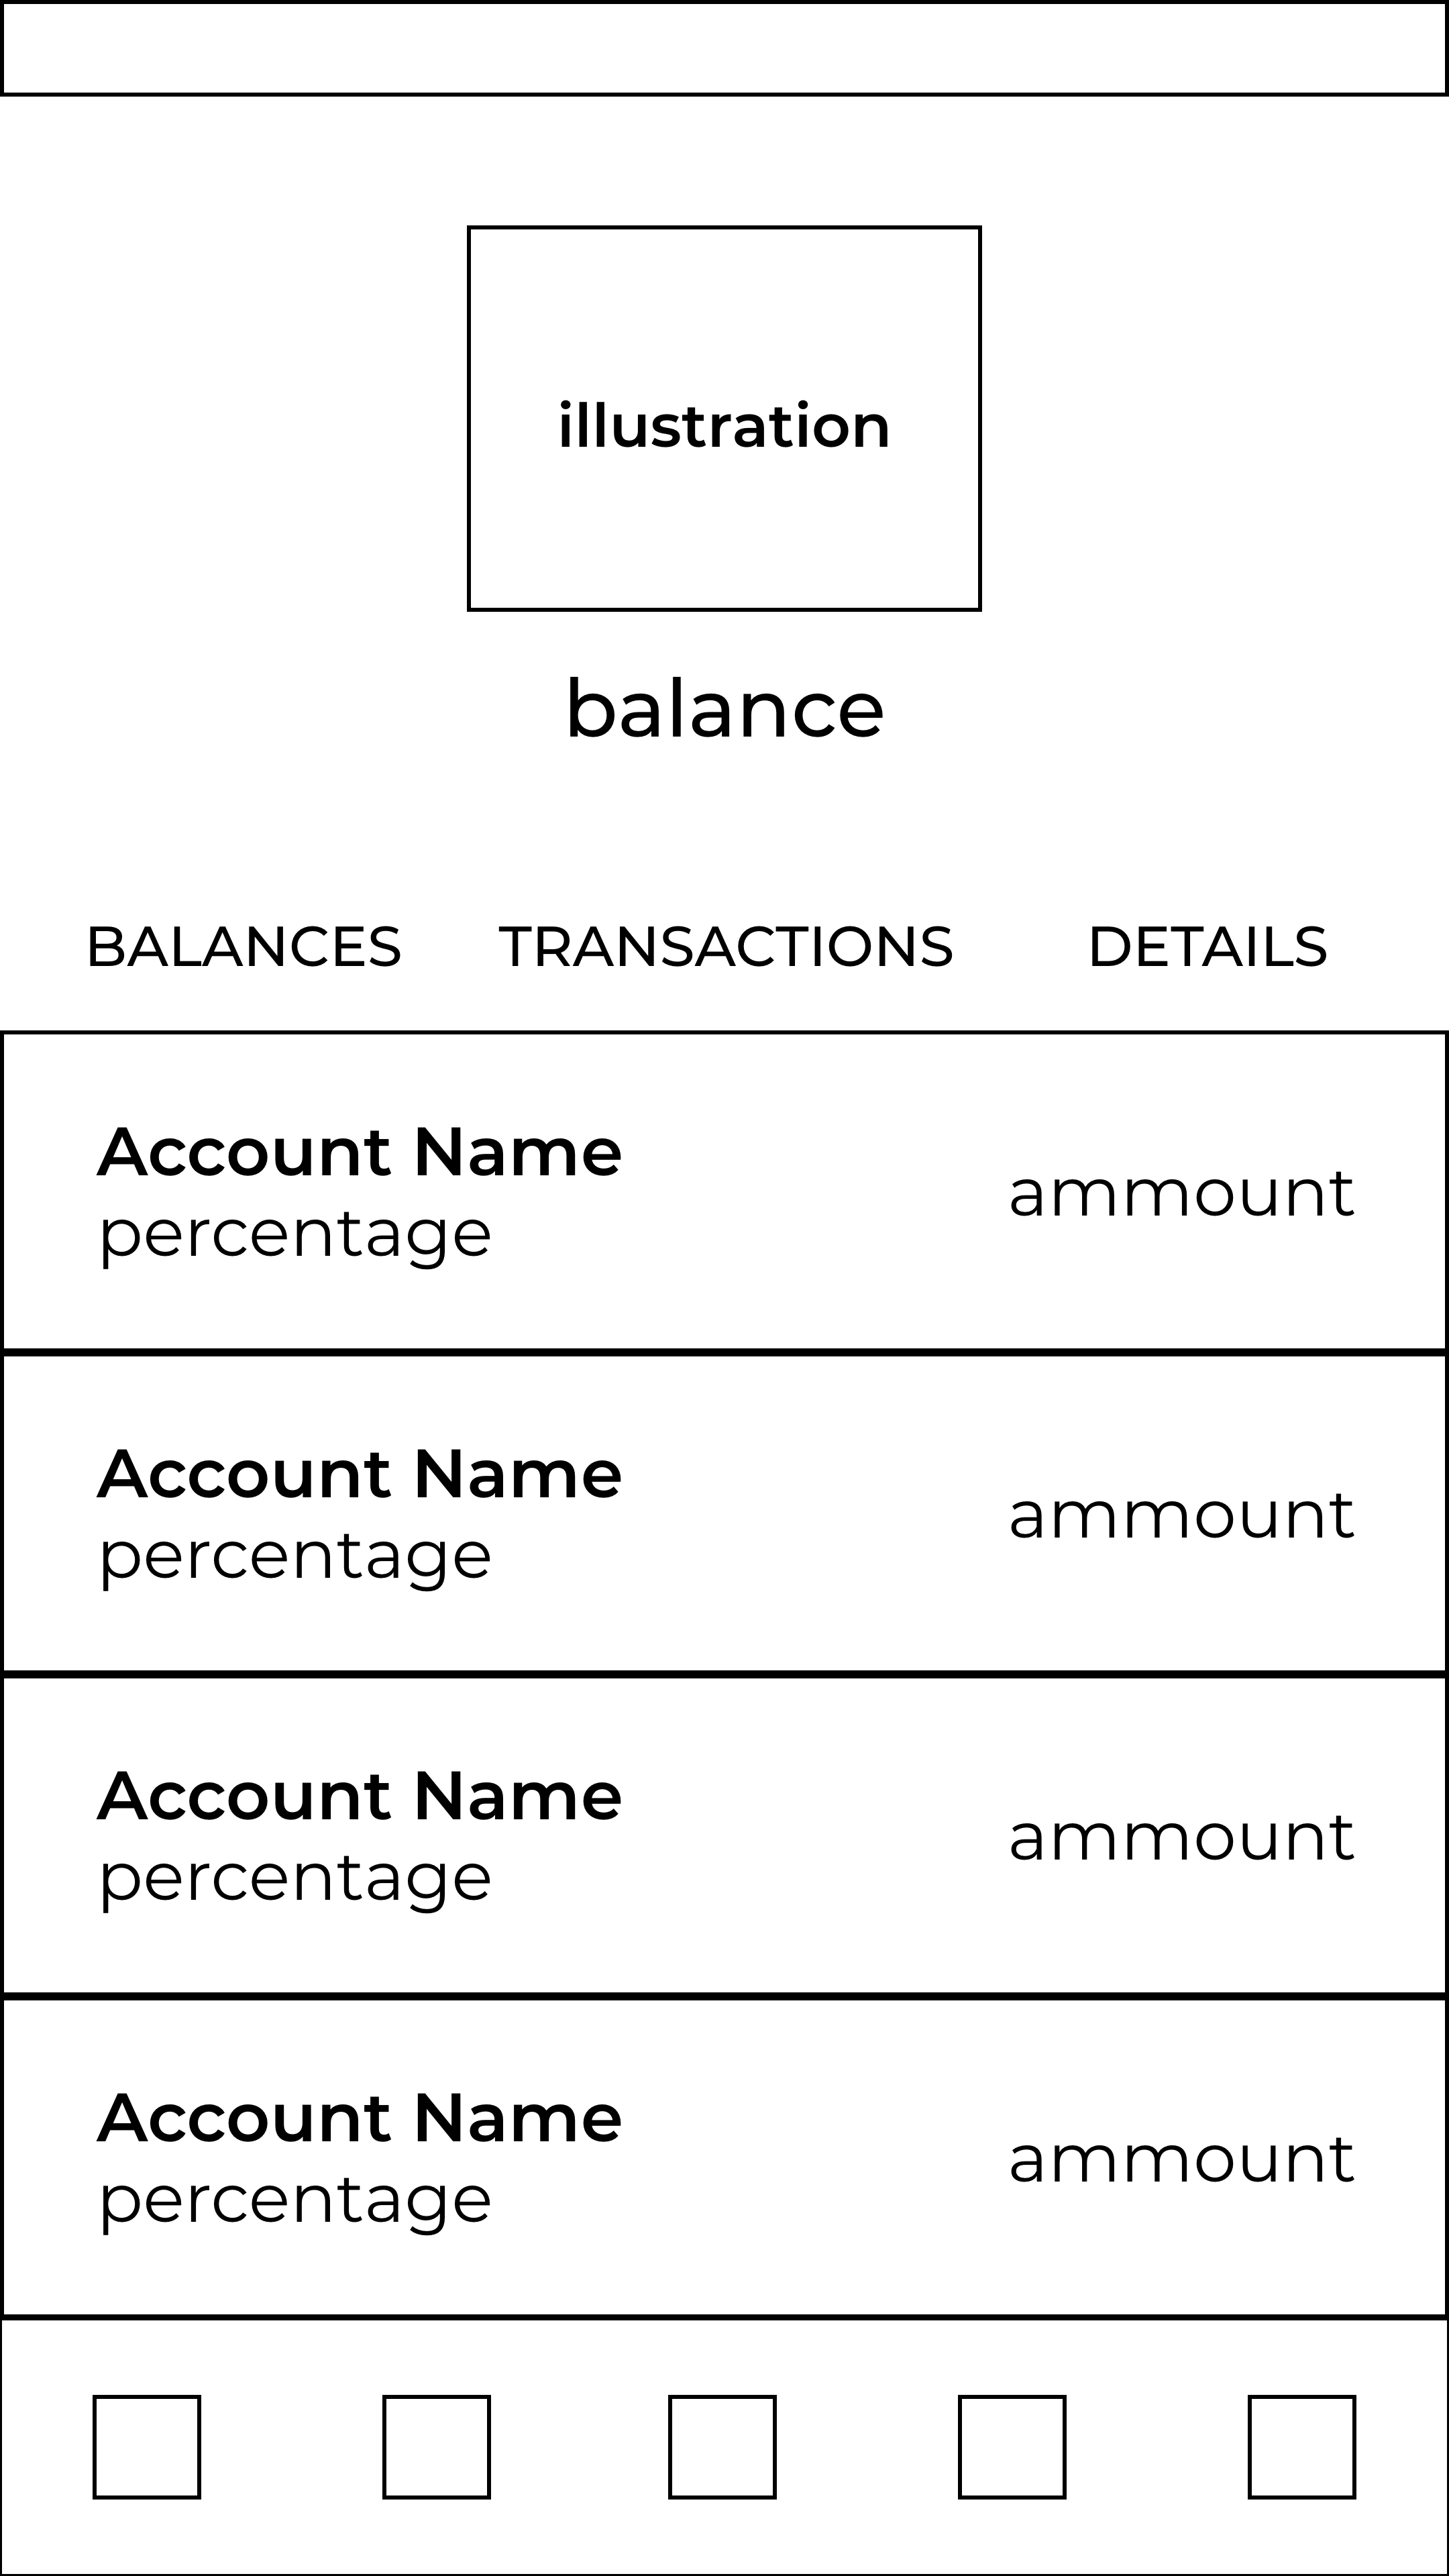 illustration
balance
BALANCES TRANSACTIONS DETAILS
Account Name
percentage
ammount
Account Name
percentage
ammount
Account Name
percentage
ammount
Account Name
percentage
ammount